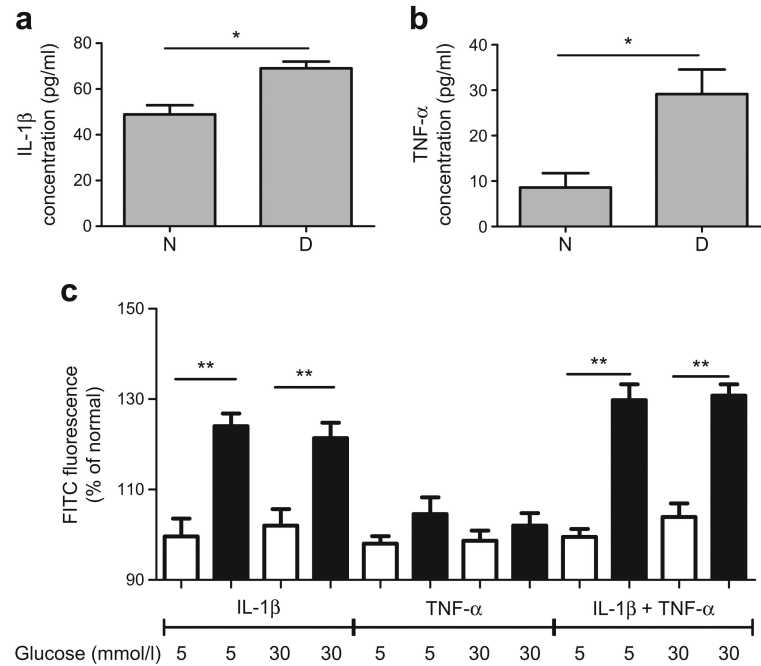 a
IL-1β
concentration (pg/ml)
80
60
40
20
0
*
N
D
b
TNF-α
concentration (pg/ml)
40
30
20
10
0
*
N
D
c
FITC fluorescence
(% of normal)
150
130
110
90
**
**
**
**
IL-1β
TNF-α
IL-1β + TNF-α
Glucose (mmol/l) 5 5 30 30 5 5 30 30 5 5 30 30